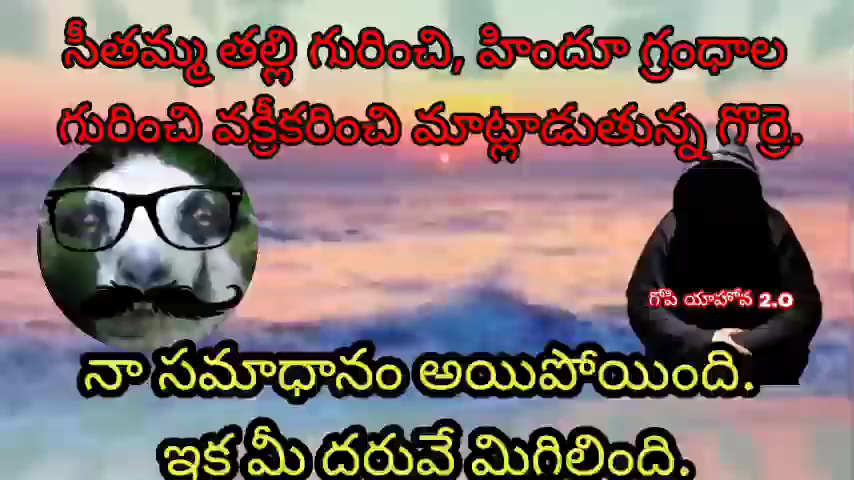 సీతమ్మ తల్లి గురించి, హిందూ గ్రంధాల
గురించి వక్రీకరించి మాట్లాడుతున్న గొర్రె.
గోపి యాహోవ 2.0
నా సమాధానం అయిపోయింది.
ఇక మీ దరువే మిగిలింది.